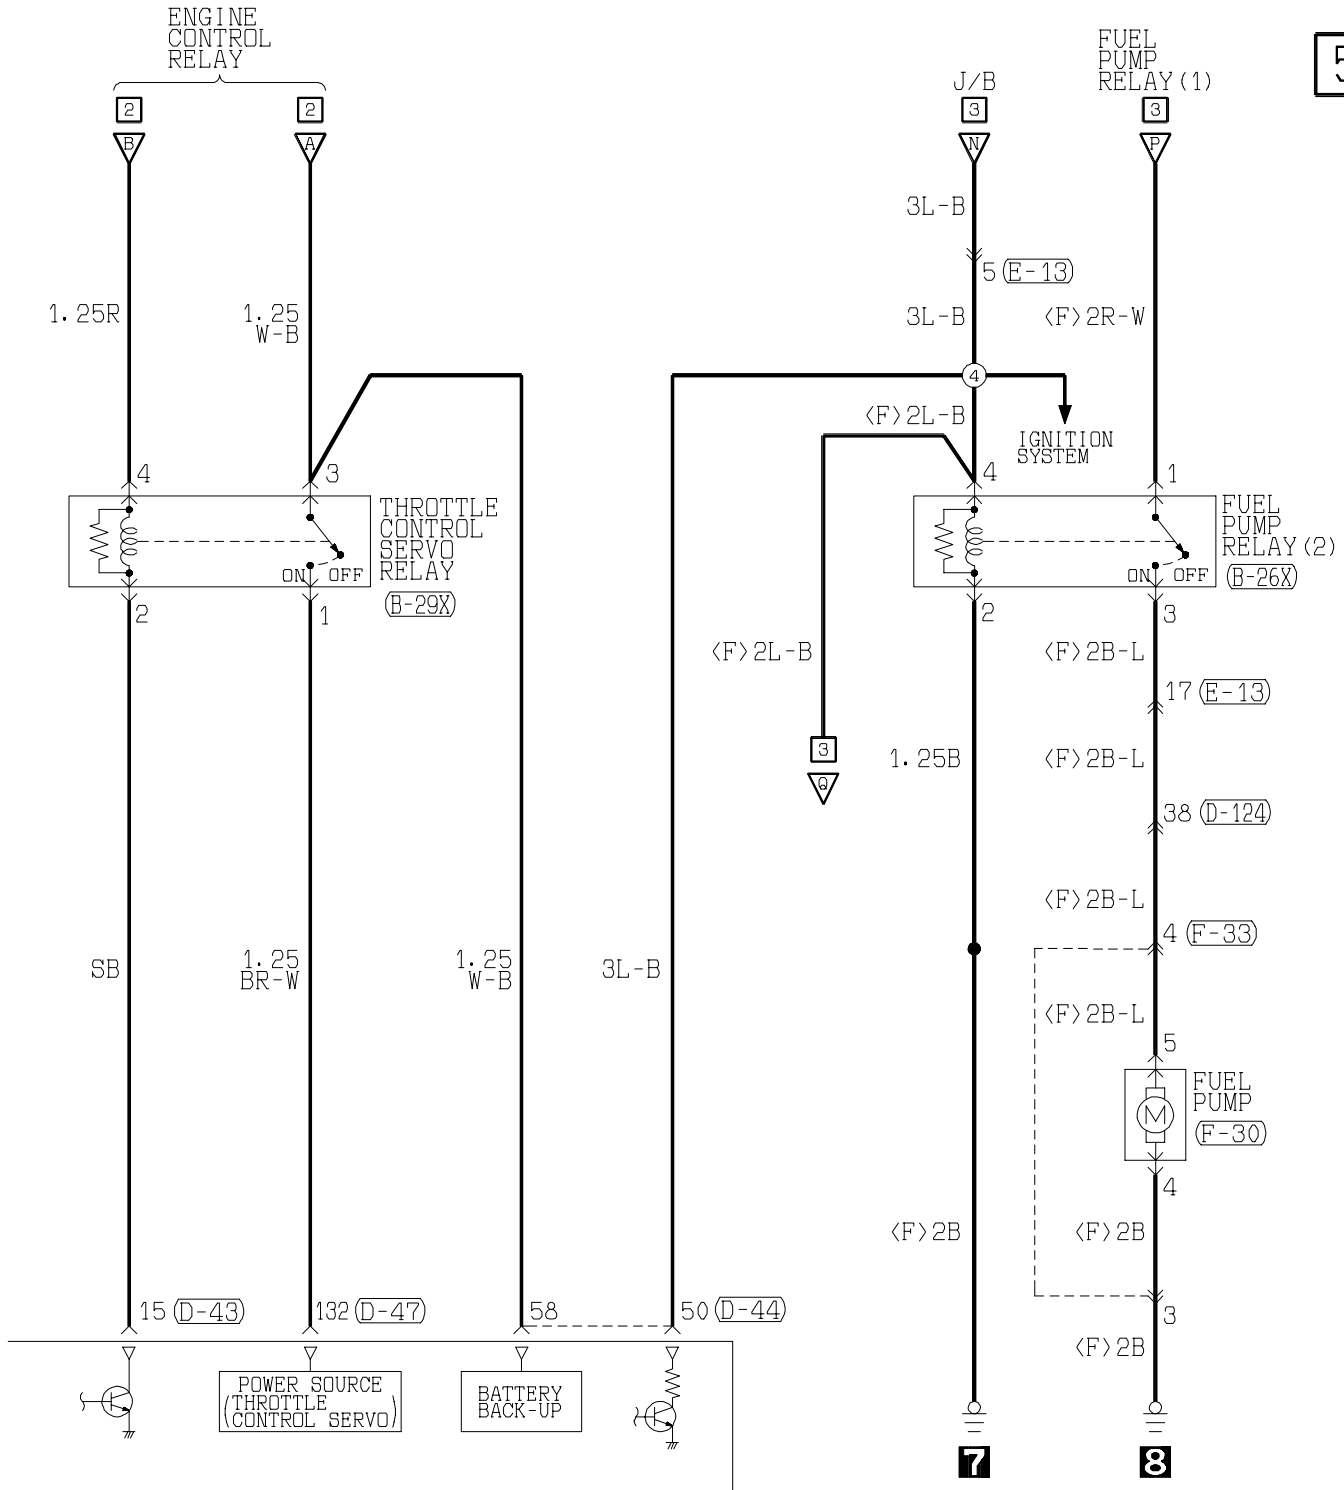 ENGINE
CONTROL
RELAY
FUEL
PUMP
RELAY(1)
J/B
2
2
3
3
B
A
N
P
3L-B
5 (E-13)
1.25R
1.25
W-B
3L-B
<F>2R-W
4
<F>2L-B
IGNITION
SYSTEM
4
3
4
1
THROTTLE
CONTROL
SERVO
RELAY
(B-29X)
ON OFF
FUEL
PUMP
RELAY(2)
(B-26X)
ON OFF
2
1
2
3
<F>2L-B
<F>2B-L
17 (E-13)
3
Q
1.25B
<F>2B-L
38 (D-124)
<F>2B-L
4 (F-33)
SB
1.25
BR-W
1.25
W-B
3L-B
<F>2B-L
5
FUEL
PUMP
(F-30)
M
4
<F>2B
<F>2B
15 (D-43)
132 (D-47)
58
50 (D-44)
3
<F>2B
POWER SOURCE
(THROTTLE
CONTROL SERVO)
BATTERY
BACK-UP
7
8